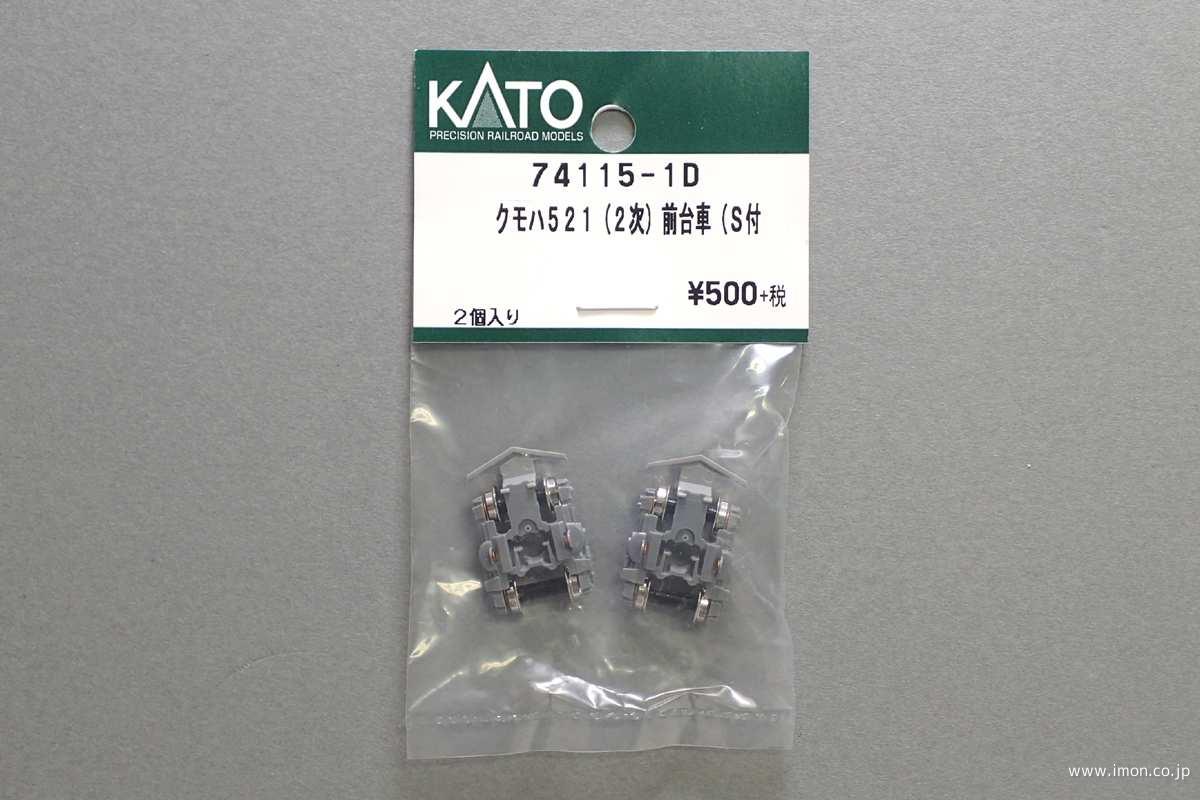 KATO
PRECISION RAILROAD MODELS
74115-1D
クモハ521(2次)前台車(S付
¥500+税
2個入り
www.imon.co.jp